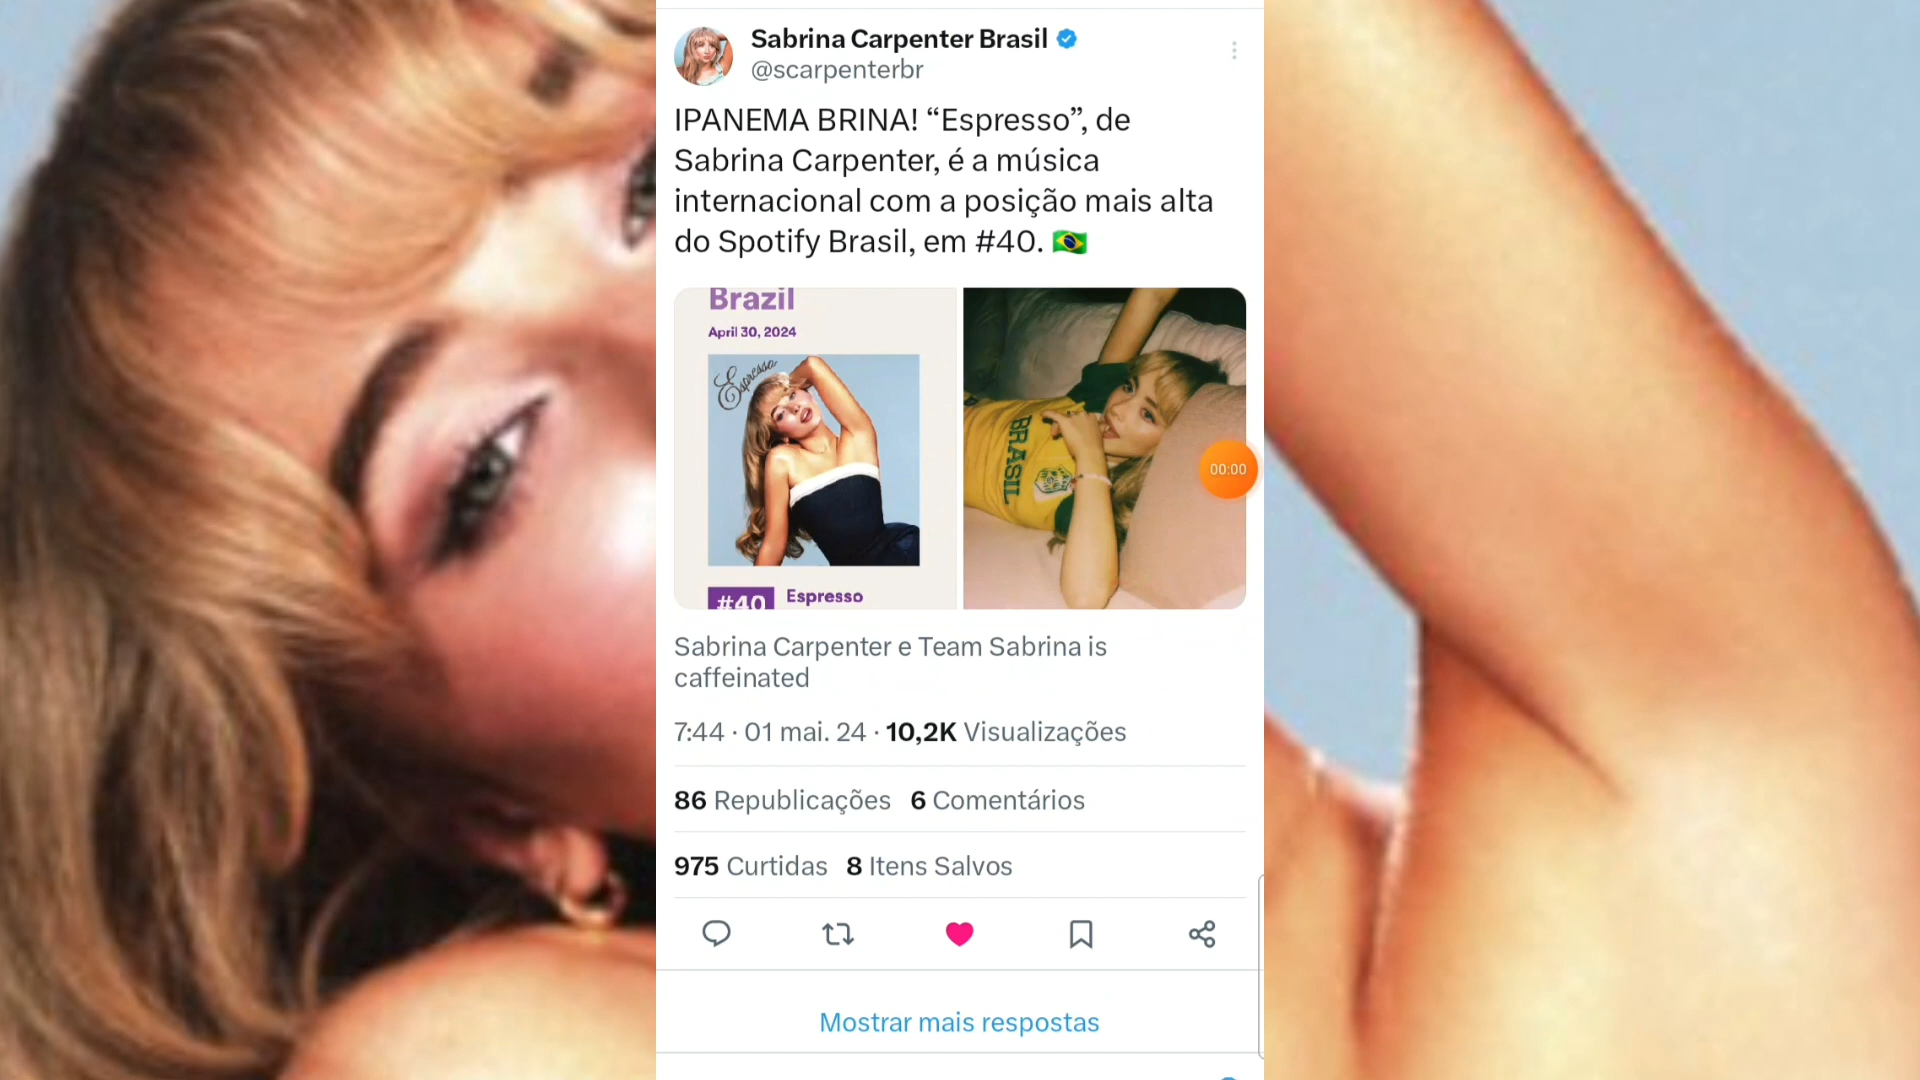 Sabrina Carpenter Brasil
@scarpenterbr
IPANEMA BRINA! “Espresso”, de
Sabrina Carpenter, é a música
internacional com a posição mais alta
do Spotify Brasil, em #40. 🇧🇷
Brazil
April 30, 2024
Espresso
#40 Espresso
BRASIL
00:00
Sabrina Carpenter e Team Sabrina is
caffeinated
7:44 · 01 mai. 24 · 10,2K Visualizações
86 Republicações 6 Comentários
975 Curtidas 8 Itens Salvos
Mostrar mais respostas